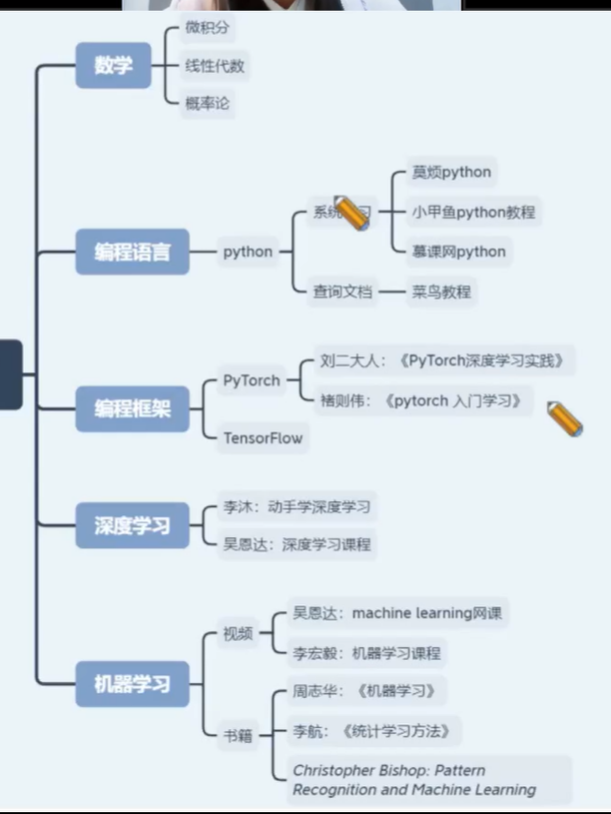 数学
微积分
线性代数
概率论
编程语言
python
系统 习
莫烦python
小甲鱼python教程
慕课网python
查询文档
菜鸟教程
编程框架
PyTorch
刘二大人：《PyTorch深度学习实践》
褚则伟：《pytorch 入门学习》
TensorFlow
深度学习
李沐：动手学深度学习
吴恩达：深度学习课程
机器学习
视频
吴恩达：machine learning网课
李宏毅：机器学习课程
书籍
周志华：《机器学习》
李航：《统计学习方法》
Christopher Bishop: Pattern
Recognition and Machine Learning